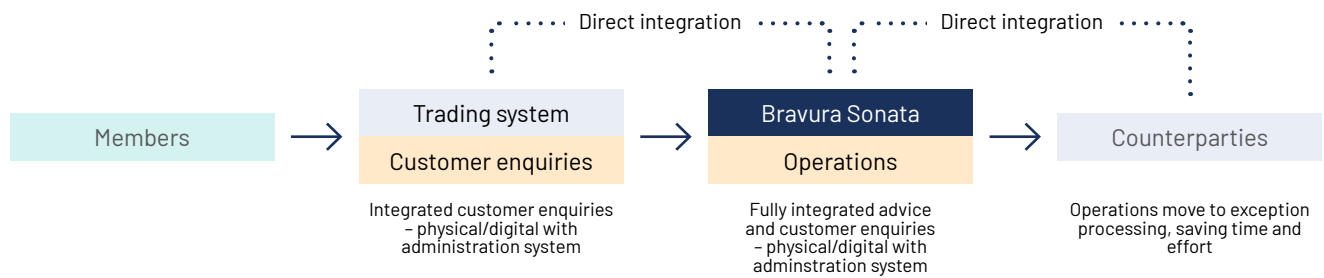 Direct integration
Direct integration
Members
Trading system
Customer enquiries
Bravura Sonata
Operations
Counterparties
Integrated customer enquiries
– physical/digital with
administration system
Fully integrated advice
and customer enquiries
– physical/digital with
adminstration system
Operations move to exception
processing, saving time and
effort